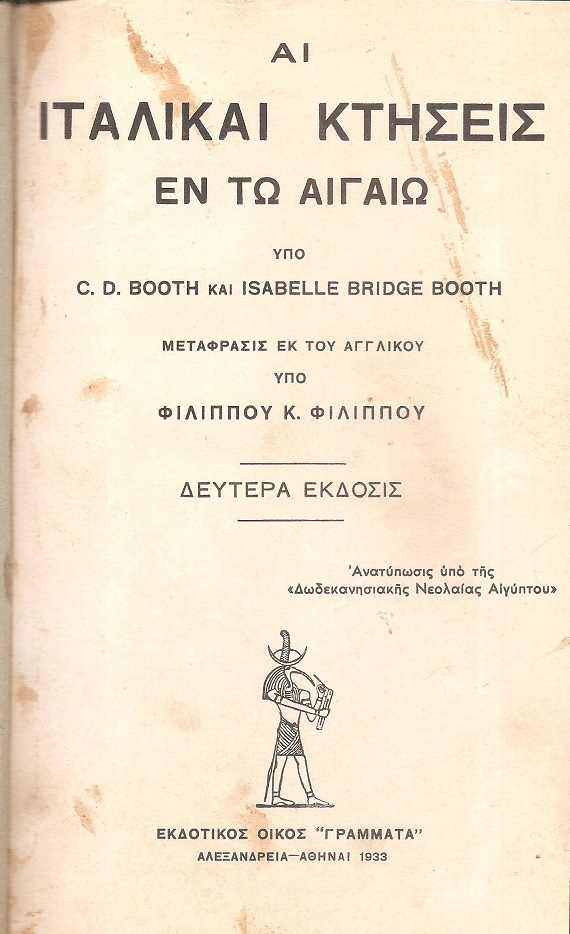 ΑΙ
ΙΤΑΛΙΚΑΙ ΚΤΗΣΕΙΣ
ΕΝ ΤΩ ΑΙΓΑΙΩ
ΥΠΟ
C. D. BOOTH ΚΑΙ ISABELLE BRIDGE BOOTH
ΜΕΤΑΦΡΑΣΙΣ ΕΚ ΤΟΥ ΑΓΓΛΙΚΟΥ
ΥΠΟ
ΦΙΛΙΠΠΟΥ Κ. ΦΙΛΙΠΠΟΥ
ΔΕΥΤΕΡΑ ΕΚΔΟΣΙΣ
Ἀνατύπωσις ὑπὸ τῆς
«Δωδεκανησιακῆς Νεολαίας Αἰγύπτου»
ΕΚΔΟΤΙΚΟΣ ΟΙΚΟΣ "ΓΡΑΜΜΑΤΑ"
ΑΛΕΞΑΝΔΡΕΙΑ—ΑΘΗΝΑΙ 1933